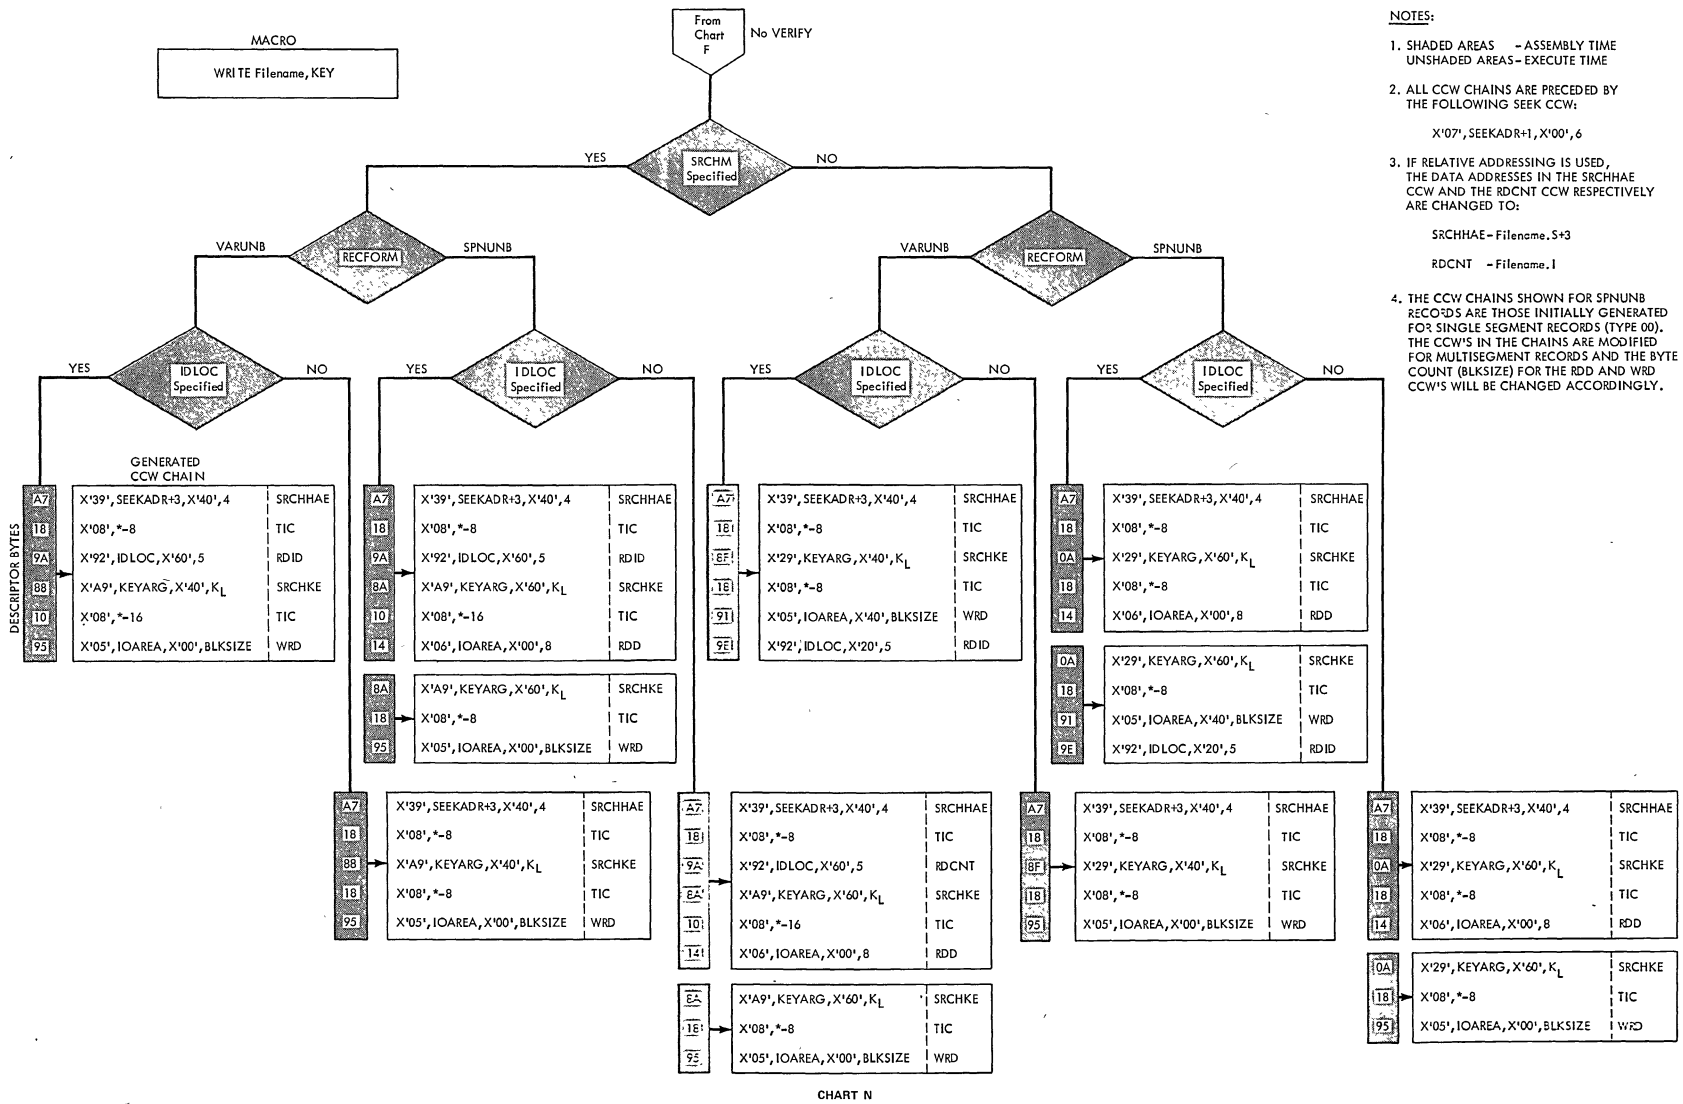 MACRO
WRITE Filename,KEY
From
Chart
F
No VERIFY
SRCHM
Specified
YES
NO
RECFORM
VARUNB
SPNUNB
RECFORM
VARUNB
SPNUNB
IDLOC
Specified
YES
NO
IDLOC
Specified
YES
NO
IDLOC
Specified
YES
NO
IDLOC
Specified
YES
NO
NOTES:
1. SHADED AREAS - ASSEMBLY TIME
UNSHADED AREAS - EXECUTE TIME
2. ALL CCW CHAINS ARE PRECEDED BY
THE FOLLOWING SEEK CCW:
X'07',SEEKADR+1,X'00',6
3. IF RELATIVE ADDRESSING IS USED,
THE DATA ADDRESSES IN THE SRCHHAE
CCW AND THE RDCNT CCW RESPECTIVELY
ARE CHANGED TO:
SRCHHAE-Filename.S+3
RDCNT -Filename.I
4. THE CCW CHAINS SHOWN FOR SPNUNB
RECORDS ARE THOSE INITIALLY GENERATED
FOR SINGLE SEGMENT RECORDS (TYPE 00).
THE CCW'S IN THE CHAINS ARE MODIFIED
FOR MULTISEGMENT RECORDS AND THE BYTE
COUNT (BLKSIZE) FOR THE RDD AND WRD
CCW'S WILL BE CHANGED ACCORDINGLY.
DESCRIPTOR BYTES
GENERATED
CCW CHAIN
A7 X'39',SEEKADR+3,X'40',4 SRCHHAE
18 X'08',*-8 TIC
9A X'92',IDLOC,X'60',5 RDID
88 X'A9',KEYARG,X'40',KL SRCHKE
10 X'08',*-16 TIC
95 X'05',IOAREA,X'00',BLKSIZE WRD
A7 X'39',SEEKADR+3,X'40',4 SRCHHAE
18 X'08',*-8 TIC
9A X'92',IDLOC,X'60',5 RDID
8A X'A9',KEYARG,X'60',KL SRCHKE
10 X'08',*-16 TIC
14 X'06',IOAREA,X'00',8 RDD
8A X'A9',KEYARG,X'60',KL SRCHKE
18 X'08',*-8 TIC
95 X'05',IOAREA,X'00',BLKSIZE WRD
A7 X'39',SEEKADR+3,X'40',4 SRCHHAE
18 X'08',*-8 TIC
8F X'29',KEYARG,X'40',KL SRCHKE
18 X'08',*-8 TIC
91 X'05',IOAREA,X'40',BLKSIZE WRD
9E X'92',IDLOC,X'20',5 RDID
A7 X'39',SEEKADR+3,X'40',4 SRCHHAE
18 X'08',*-8 TIC
0A X'29',KEYARG,X'60',KL SRCHKE
18 X'08',*-8 TIC
14 X'06',IOAREA,X'00',8 RDD
0A X'29',KEYARG,X'60',KL SRCHKE
18 X'08',*-8 TIC
91 X'05',IOAREA,X'40',BLKSIZE WRD
9E X'92',IDLOC,X'20',5 RDID
A7 X'39',SEEKADR+3,X'40',4 SRCHHAE
18 X'08',*-8 TIC
88 X'A9',KEYARG,X'40',KL SRCHKE
18 X'08',*-8 TIC
95 X'05',IOAREA,X'00',BLKSIZE WRD
A7 X'39',SEEKADR+3,X'40',4 SRCHHAE
18 X'08',*-8 TIC
9A X'92',IDLOC,X'60',5 RDCNT
8A X'A9',KEYARG,X'60',KL SRCHKE
10 X'08',*-16 TIC
14 X'06',IOAREA,X'00',8 RDD
8A X'A9',KEYARG,X'60',KL SRCHKE
18 X'08',*-8 TIC
95 X'05',IOAREA,X'00',BLKSIZE WRD
A7 X'39',SEEKADR+3,X'40',4 SRCHHAE
18 X'08',*-8 TIC
8F X'29',KEYARG,X'40',KL SRCHKE
18 X'08',*-8 TIC
95 X'05',IOAREA,X'00',BLKSIZE WRD
A7 X'39',SEEKADR+3,X'40',4 SRCHHAE
18 X'08',*-8 TIC
0A X'29',KEYARG,X'60',KL SRCHKE
18 X'08',*-8 TIC
14 X'06',IOAREA,X'00',8 RDD
0A X'29',KEYARG,X'60',KL SRCHKE
18 X'08',*-8 TIC
95 X'05',IOAREA,X'00',BLKSIZE WRD
CHART N